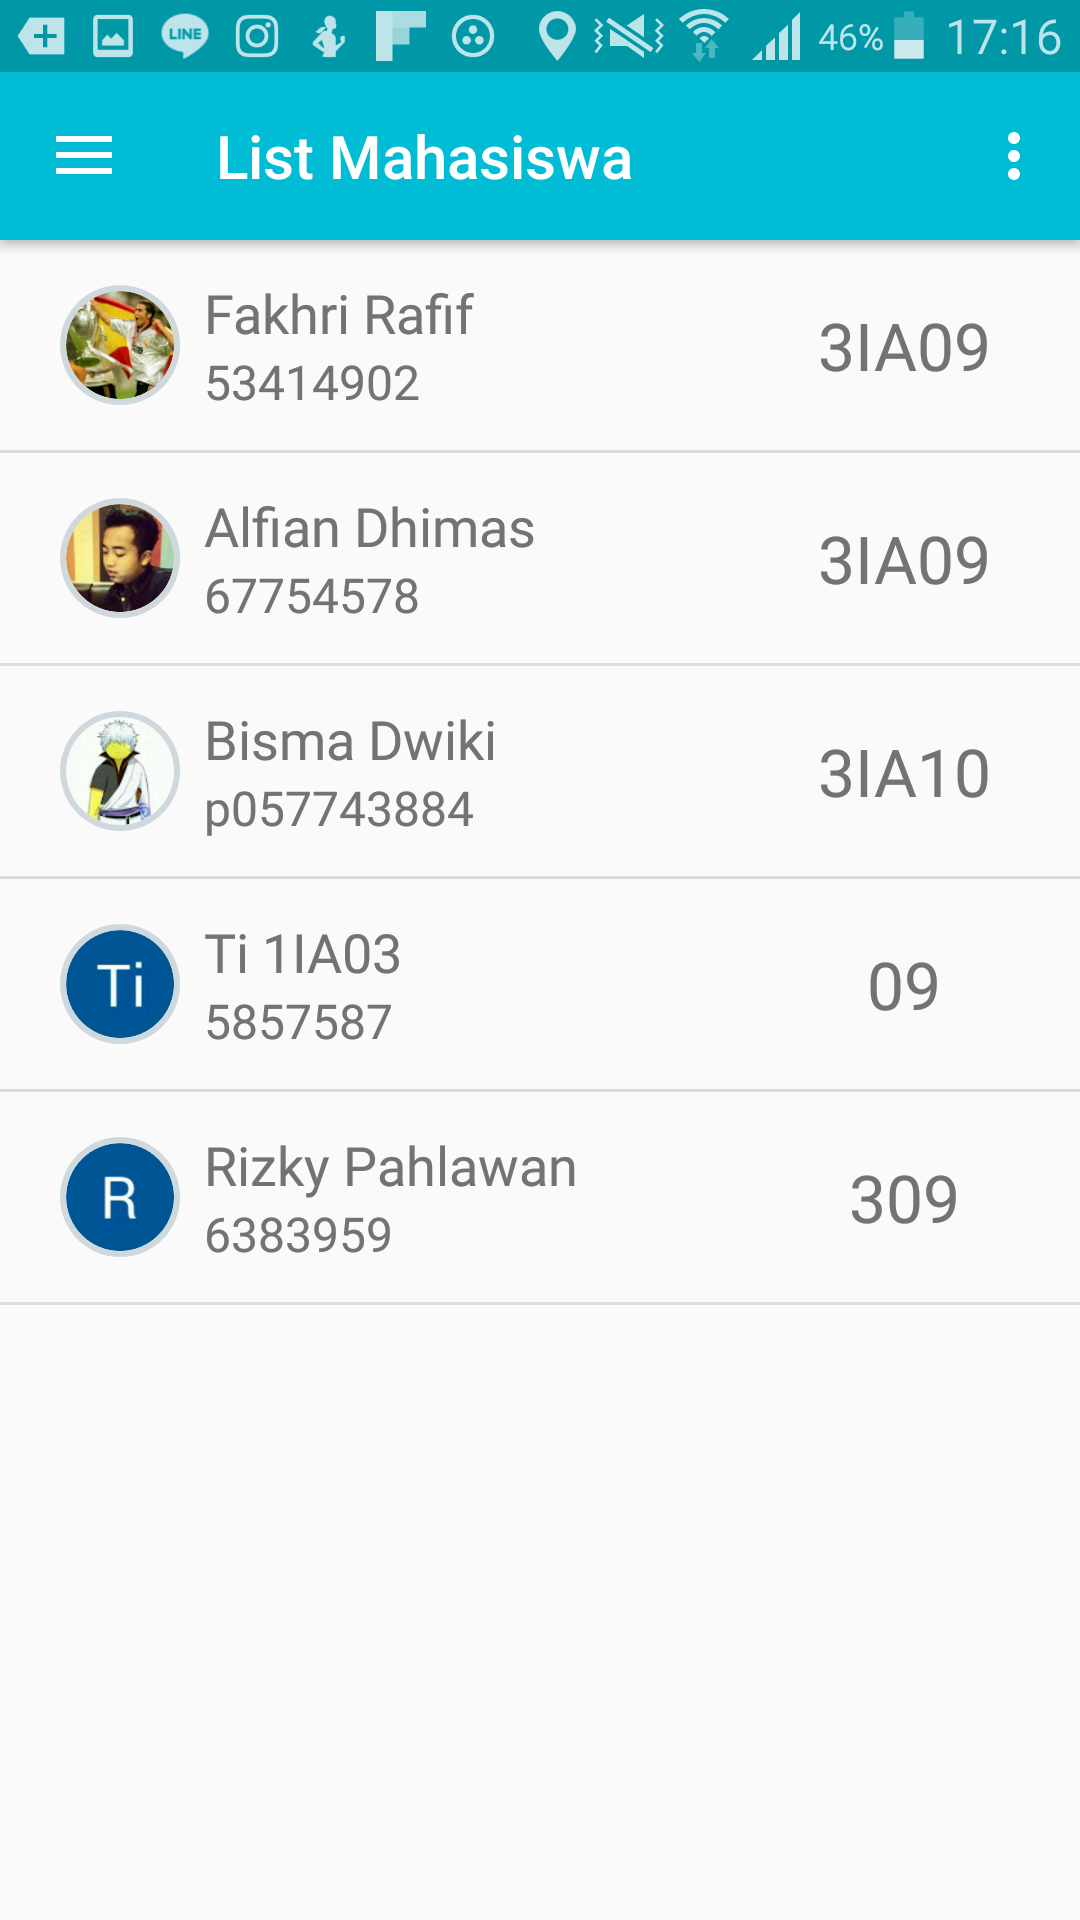 LINE 46% 17:16
List Mahasiswa
Fakhri Rafif
53414902
3IA09
Alfian Dhimas
67754578
3IA09
Bisma Dwiki
p057743884
3IA10
Ti
Ti 1IA03
5857587
09
R
Rizky Pahlawan
6383959
309